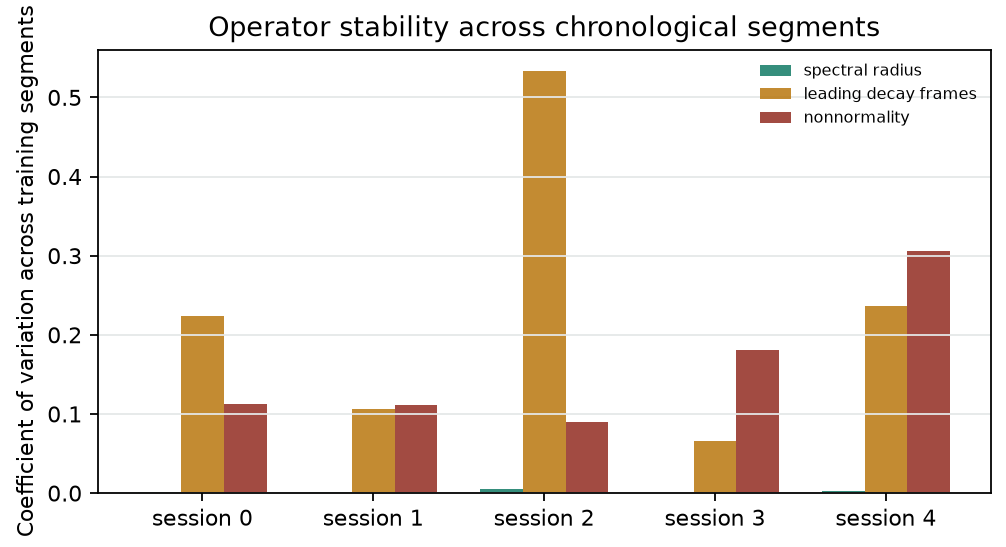 Operator stability across chronological segments
Coefficient of variation across training segments
0.5
0.4
0.3
0.2
0.1
0.0
spectral radius
leading decay frames
nonnormality
session 0
session 1
session 2
session 3
session 4